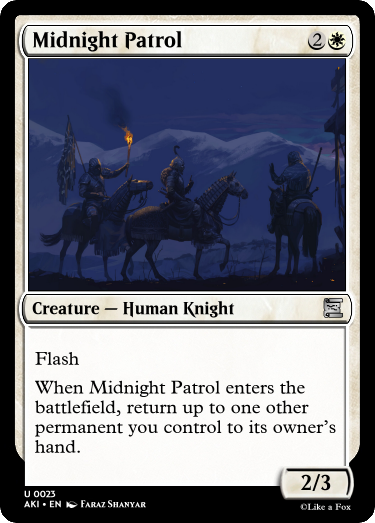 Midnight Patrol 2
Creature — Human Knight
Flash
When Midnight Patrol enters the
battlefield, return up to one other
permanent you control to its owner's
hand.
2/3
U 0023
AKI • EN Faraz Shanyar
©Like a Fox